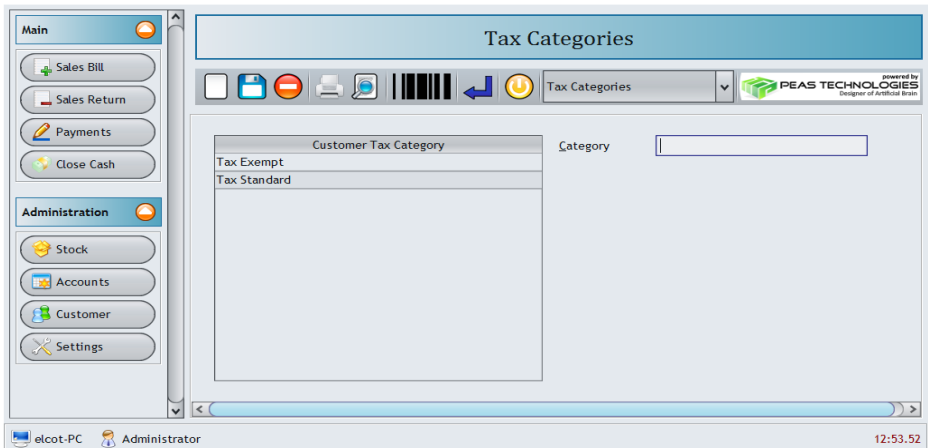 Main
Sales Bill
Sales Return
Payments
Close Cash
Administration
Stock
Accounts
Customer
Settings
Tax Categories
Tax Categories
powered by
PEAS TECHNOLOGIES
Designer of Artificial Brain
Customer Tax Category
Tax Exempt
Tax Standard
Category
elcot-PC
Administrator
12:53.52